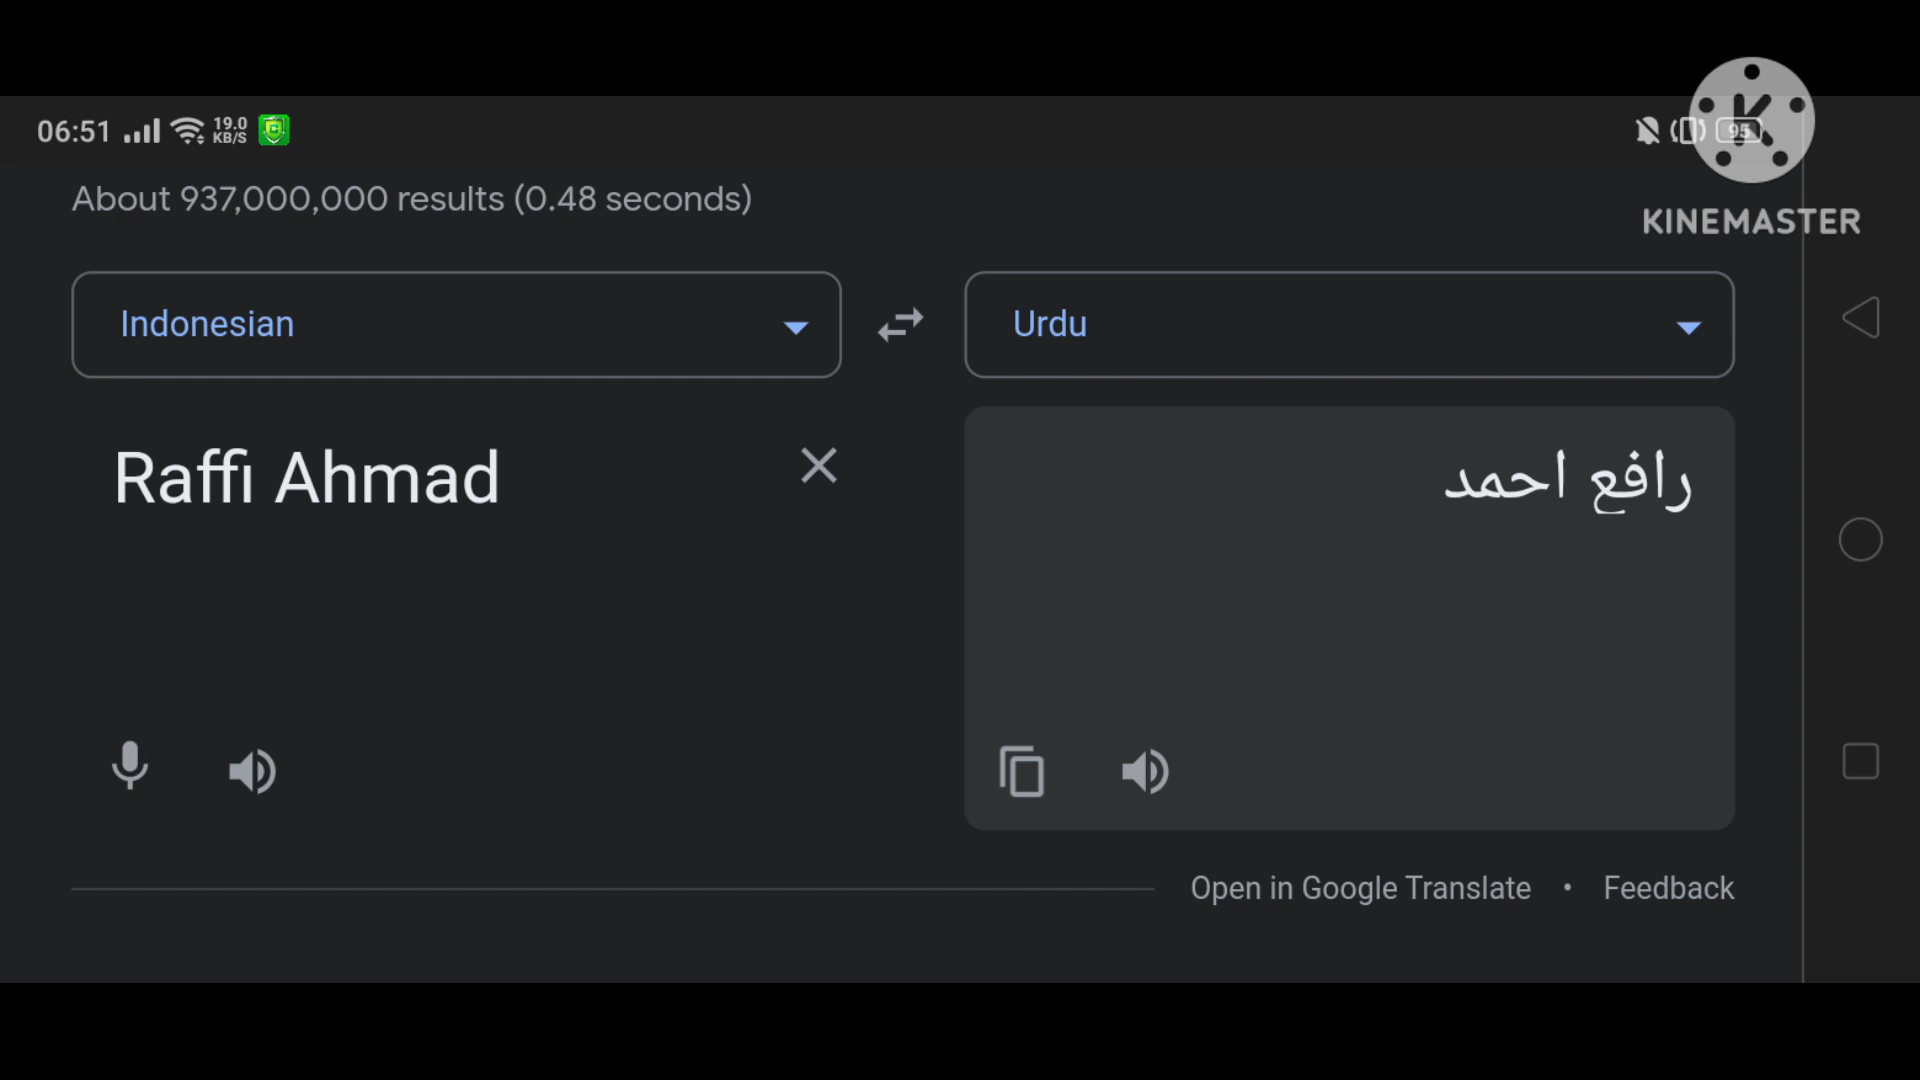 06:51 19.0 KB/S 95
KINEMASTER
About 937,000,000 results (0.48 seconds)
Indonesian
Urdu
Raffi Ahmad
رافع احمد
Open in Google Translate • Feedback